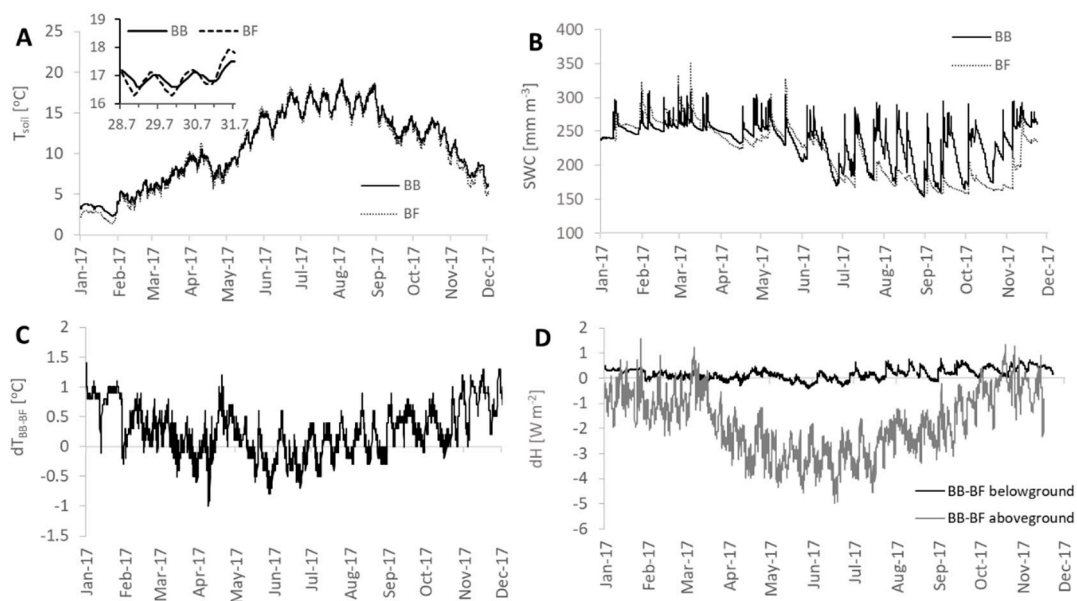 A
19
18
17
16
BB
BF
28.7 29.7 30.7 31.7
25
20
15
10
5
0
T_soil [°C]
BB
BF
Jan-17 Feb-17 Mar-17 Apr-17 May-17 Jun-17 Jul-17 Aug-17 Sep-17 Oct-17 Nov-17 Dec-17
B
400
350
300
250
200
150
100
SWC [mm m⁻³]
BB
BF
Jan-17 Feb-17 Mar-17 Apr-17 May-17 Jun-17 Jul-17 Aug-17 Sep-17 Oct-17 Nov-17 Dec-17
C
2
1.5
1
0.5
0
-0.5
-1
-1.5
dT_BB-BF [°C]
Jan-17 Feb-17 Mar-17 Apr-17 May-17 Jun-17 Jul-17 Aug-17 Sep-17 Oct-17 Nov-17 Dec-17
D
2
1
0
-1
-2
-3
-4
-5
-6
dH [W m⁻²]
BB-BF belowground
BB-BF aboveground
Jan-17 Feb-17 Mar-17 Apr-17 May-17 Jun-17 Jul-17 Aug-17 Sep-17 Oct-17 Nov-17 Dec-17